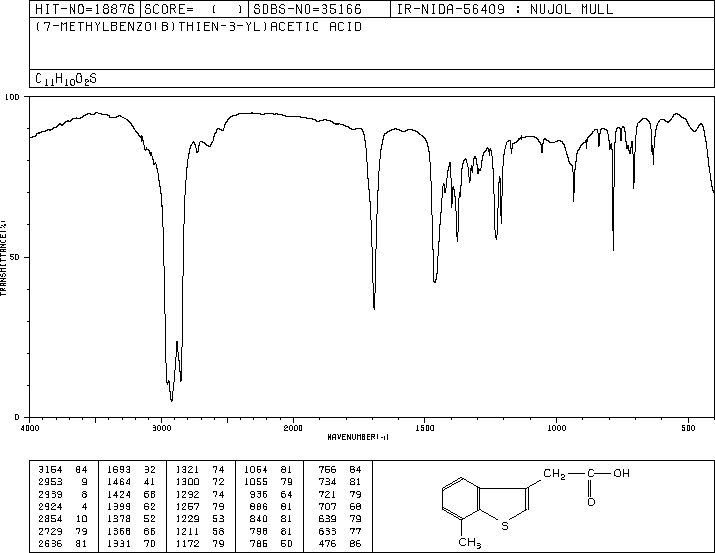 HIT-NO=18876 SCORE= ( ) SDBS-NO=35166 IR-NIDA-56409 : NUJOL MULL
(7-METHYLBENZO(B)THIEN-3-YL)ACETIC ACID
C11H10O2S
100
50
0
TRANSMITTANCE(%)
4000 3000 2000 1500 1000 500
WAVENUMBER(-1)
3164 84 1693 32 1321 74 1064 81 756 84
2953 9 1464 41 1300 72 1055 79 734 81
2939 8 1424 68 1292 74 936 64 721 79
2924 4 1399 62 1257 79 886 81 707 68
2854 10 1378 52 1229 53 840 81 639 79
2729 79 1368 66 1211 58 798 81 633 77
2636 81 1331 70 1172 79 786 50 476 86
CH2 C OH
O
S
CH3